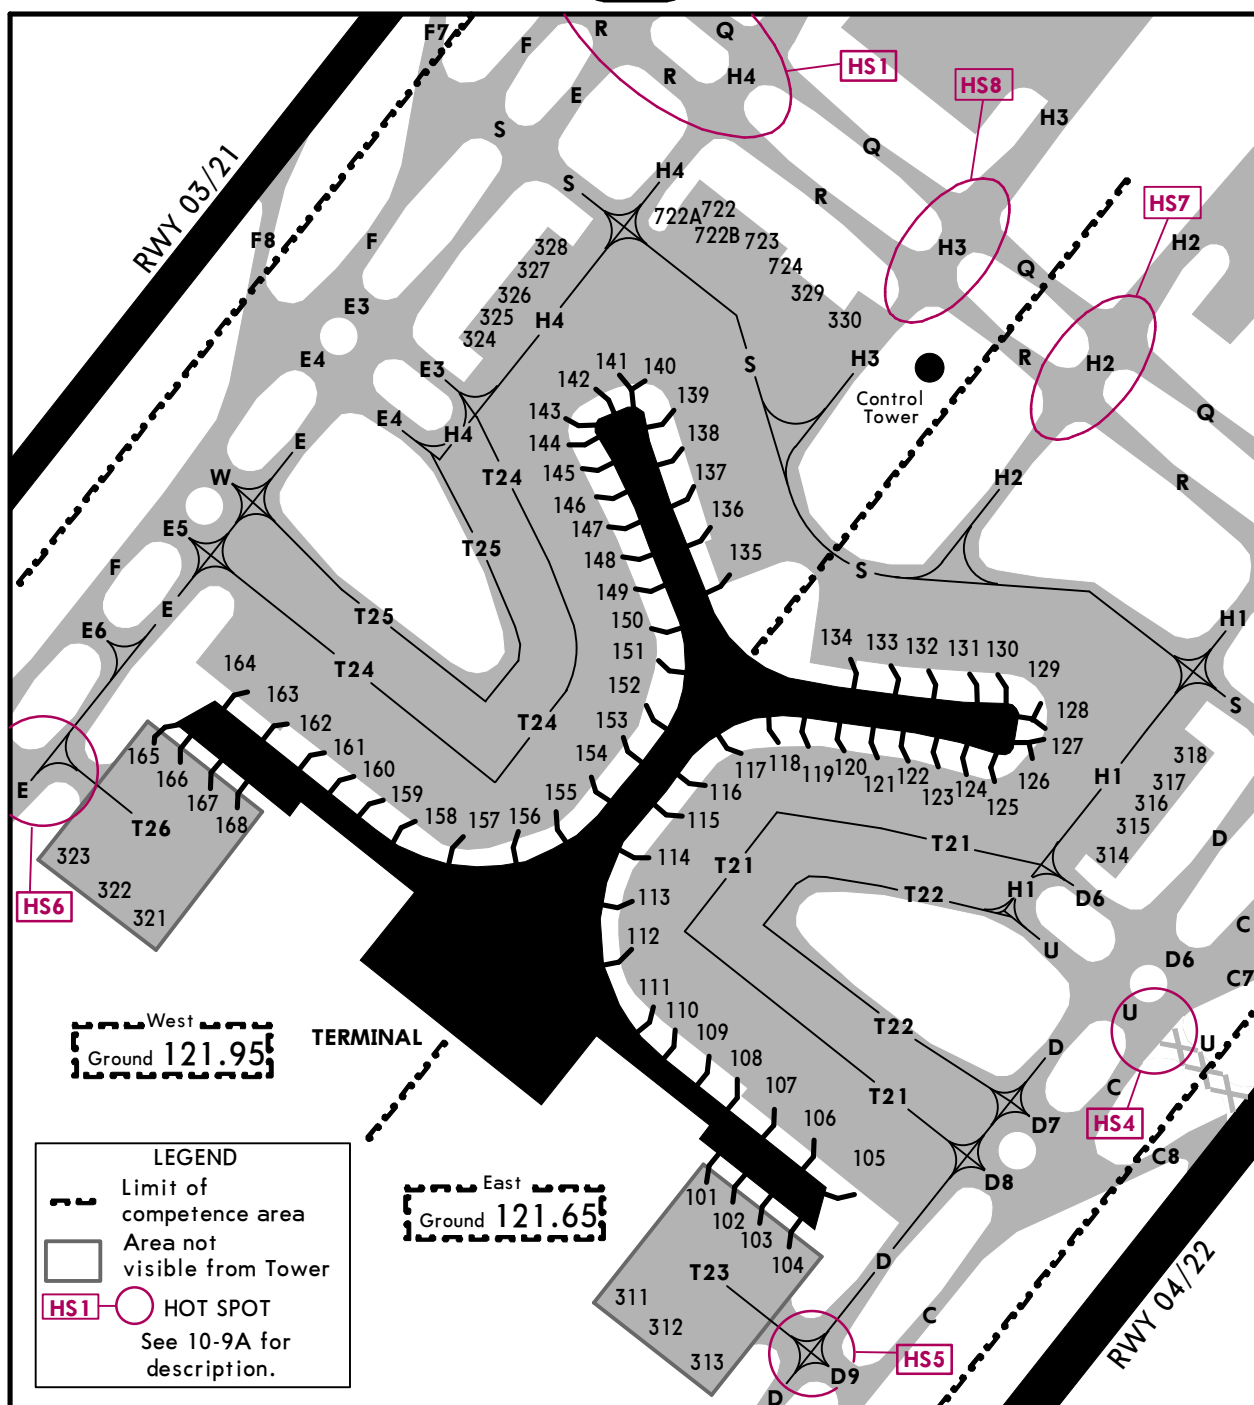 F7
F
R
Q
R
H4
HS1
HS8
E
S
H3
Q
RWY 03/21
S
H4
R
HS7
722A
722
722B
723
724
329
330
F8
F
328
327
326
325
324
H4
H3
Q
H2
E3
E4
E3
S
H3
R
H2
Control
Tower
Q
E4
H4
142
141
140
143
139
144
138
145
137
146
136
147
148
135
149
150
151
152
E
W
T24
H2
R
E5
T25
F
S
E
T25
E6
T24
T24
H1
S
134
133
132
131
130
129
128
127
126
125
124
123
122
121
120
119
118
117
116
115
114
113
112
111
110
109
108
107
106
105
164
163
162
161
160
159
158
157
156
155
154
153
165
166
167
168
E
T26
323
322
321
HS6
H1
318
317
316
315
314
D
T21
T21
T22
H1
D6
U
C
D6
C7
U
U
T22
D
C
T21
D7
HS4
D8
C8
West
Ground 121.95
TERMINAL
East
Ground 121.65
101
102
103
104
T23
311
312
313
D
C
HS5
D9
D
RWY 04/22
LEGEND
Limit of
competence area
Area not
visible from Tower
HS1
HOT SPOT
See 10-9A for
description.